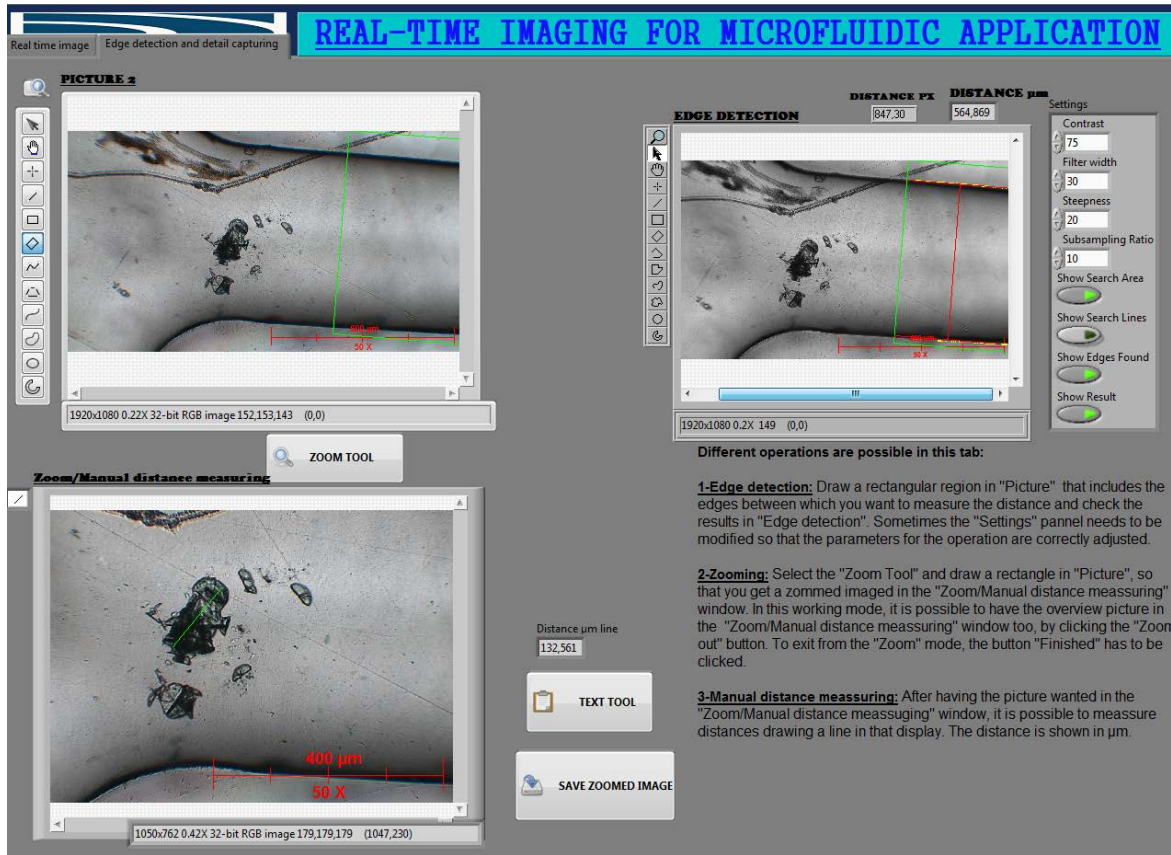 REAL-TIME IMAGING FOR MICROFLUIDIC APPLICATION
Real time image
Edge detection and detail capturing
PICTURE 2
50 X
1920x1080 0.22X 32-bit RGB image 152,153,143 (0,0)
ZOOM TOOL
Zoom/Manual distance measuring
400 µm
50 X
1050x762 0.42X 32-bit RGB image 179,179,179 (1047,230)
Distance µm line
132,561
TEXT TOOL
SAVE ZOOMED IMAGE
DISTANCE PX
847,30
DISTANCE µm
564,869
EDGE DETECTION
50 X
1920x1080 0.2X 149 (0,0)
Settings
Contrast
75
Filter width
30
Steepness
20
Subsampling Ratio
10
Show Search Area
Show Search Lines
Show Edges Found
Show Result
Different operations are possible in this tab:
1-Edge detection: Draw a rectangular region in "Picture" that includes the
edges between which you want to measure the distance and check the
results in "Edge detection". Sometimes the "Settings" pannel needs to be
modified so that the parameters for the operation are correctly adjusted.
2-Zooming: Select the "Zoom Tool" and draw a rectangle in "Picture", so
that you get a zommed imaged in the "Zoom/Manual distance meassuring"
window. In this working mode, it is possible to have the overview picture in
the "Zoom/Manual distance meassuring" window too, by clicking the "Zoom
out" button. To exit from the "Zoom" mode, the button "Finished" has to be
clicked.
3-Manual distance meassuring: After having the picture wanted in the
"Zoom/Manual distance meassuging" window, it is possible to meassure
distances drawing a line in that display. The distance is shown in µm.